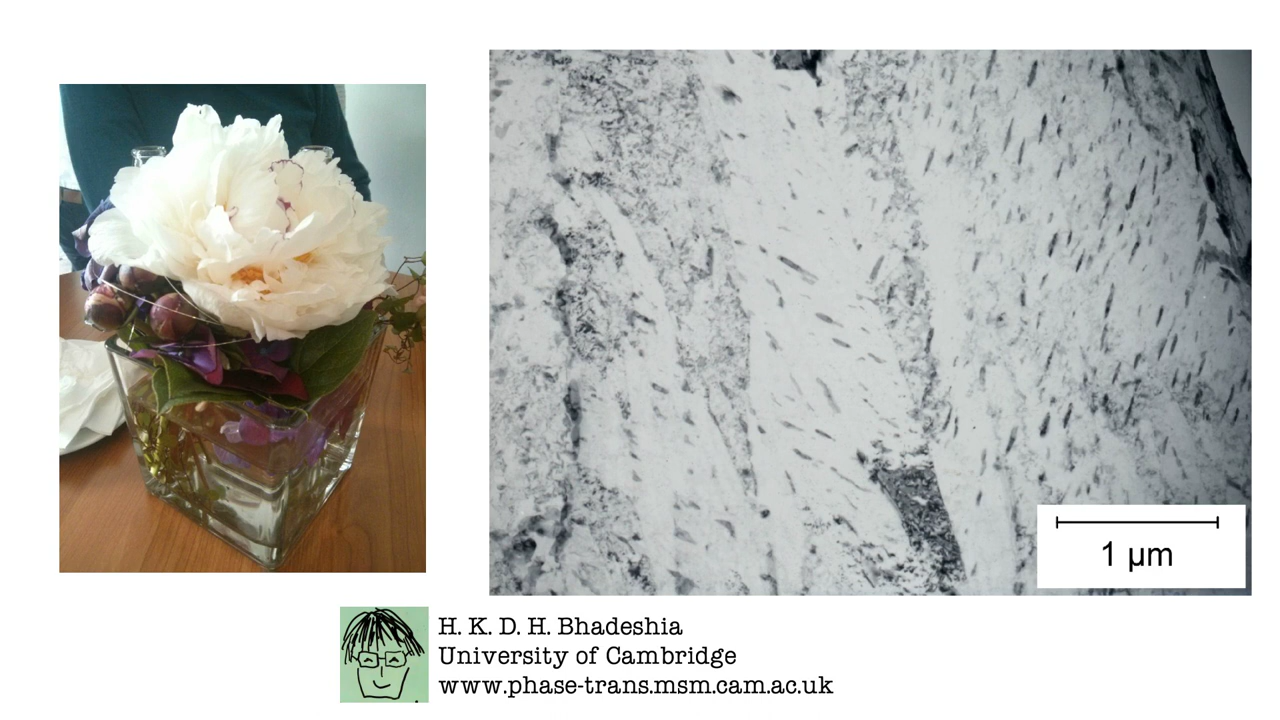 1 µm
H. K. D. H. Bhadeshia
University of Cambridge
www.phase-trans.msm.cam.ac.uk